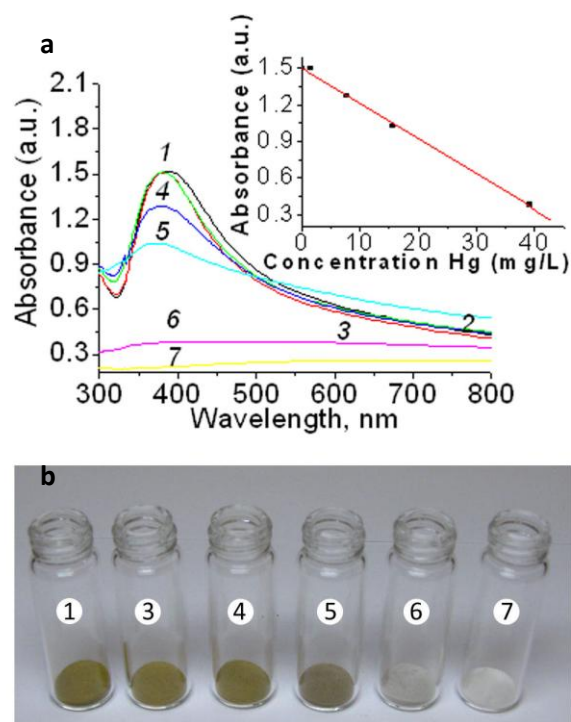 a
Absorbance (a.u.)
2.1
1.8
1.5
1.2
0.9
0.6
0.3
300 400 500 600 700 800
Wavelength, nm
1
4
5
6
7
3
2
Absorbance (a.u.)
1.5
1.2
0.9
0.6
0.3
0 10 20 30 40
Concentration Hg (mg/L)
b
1 3 4 5 6 7